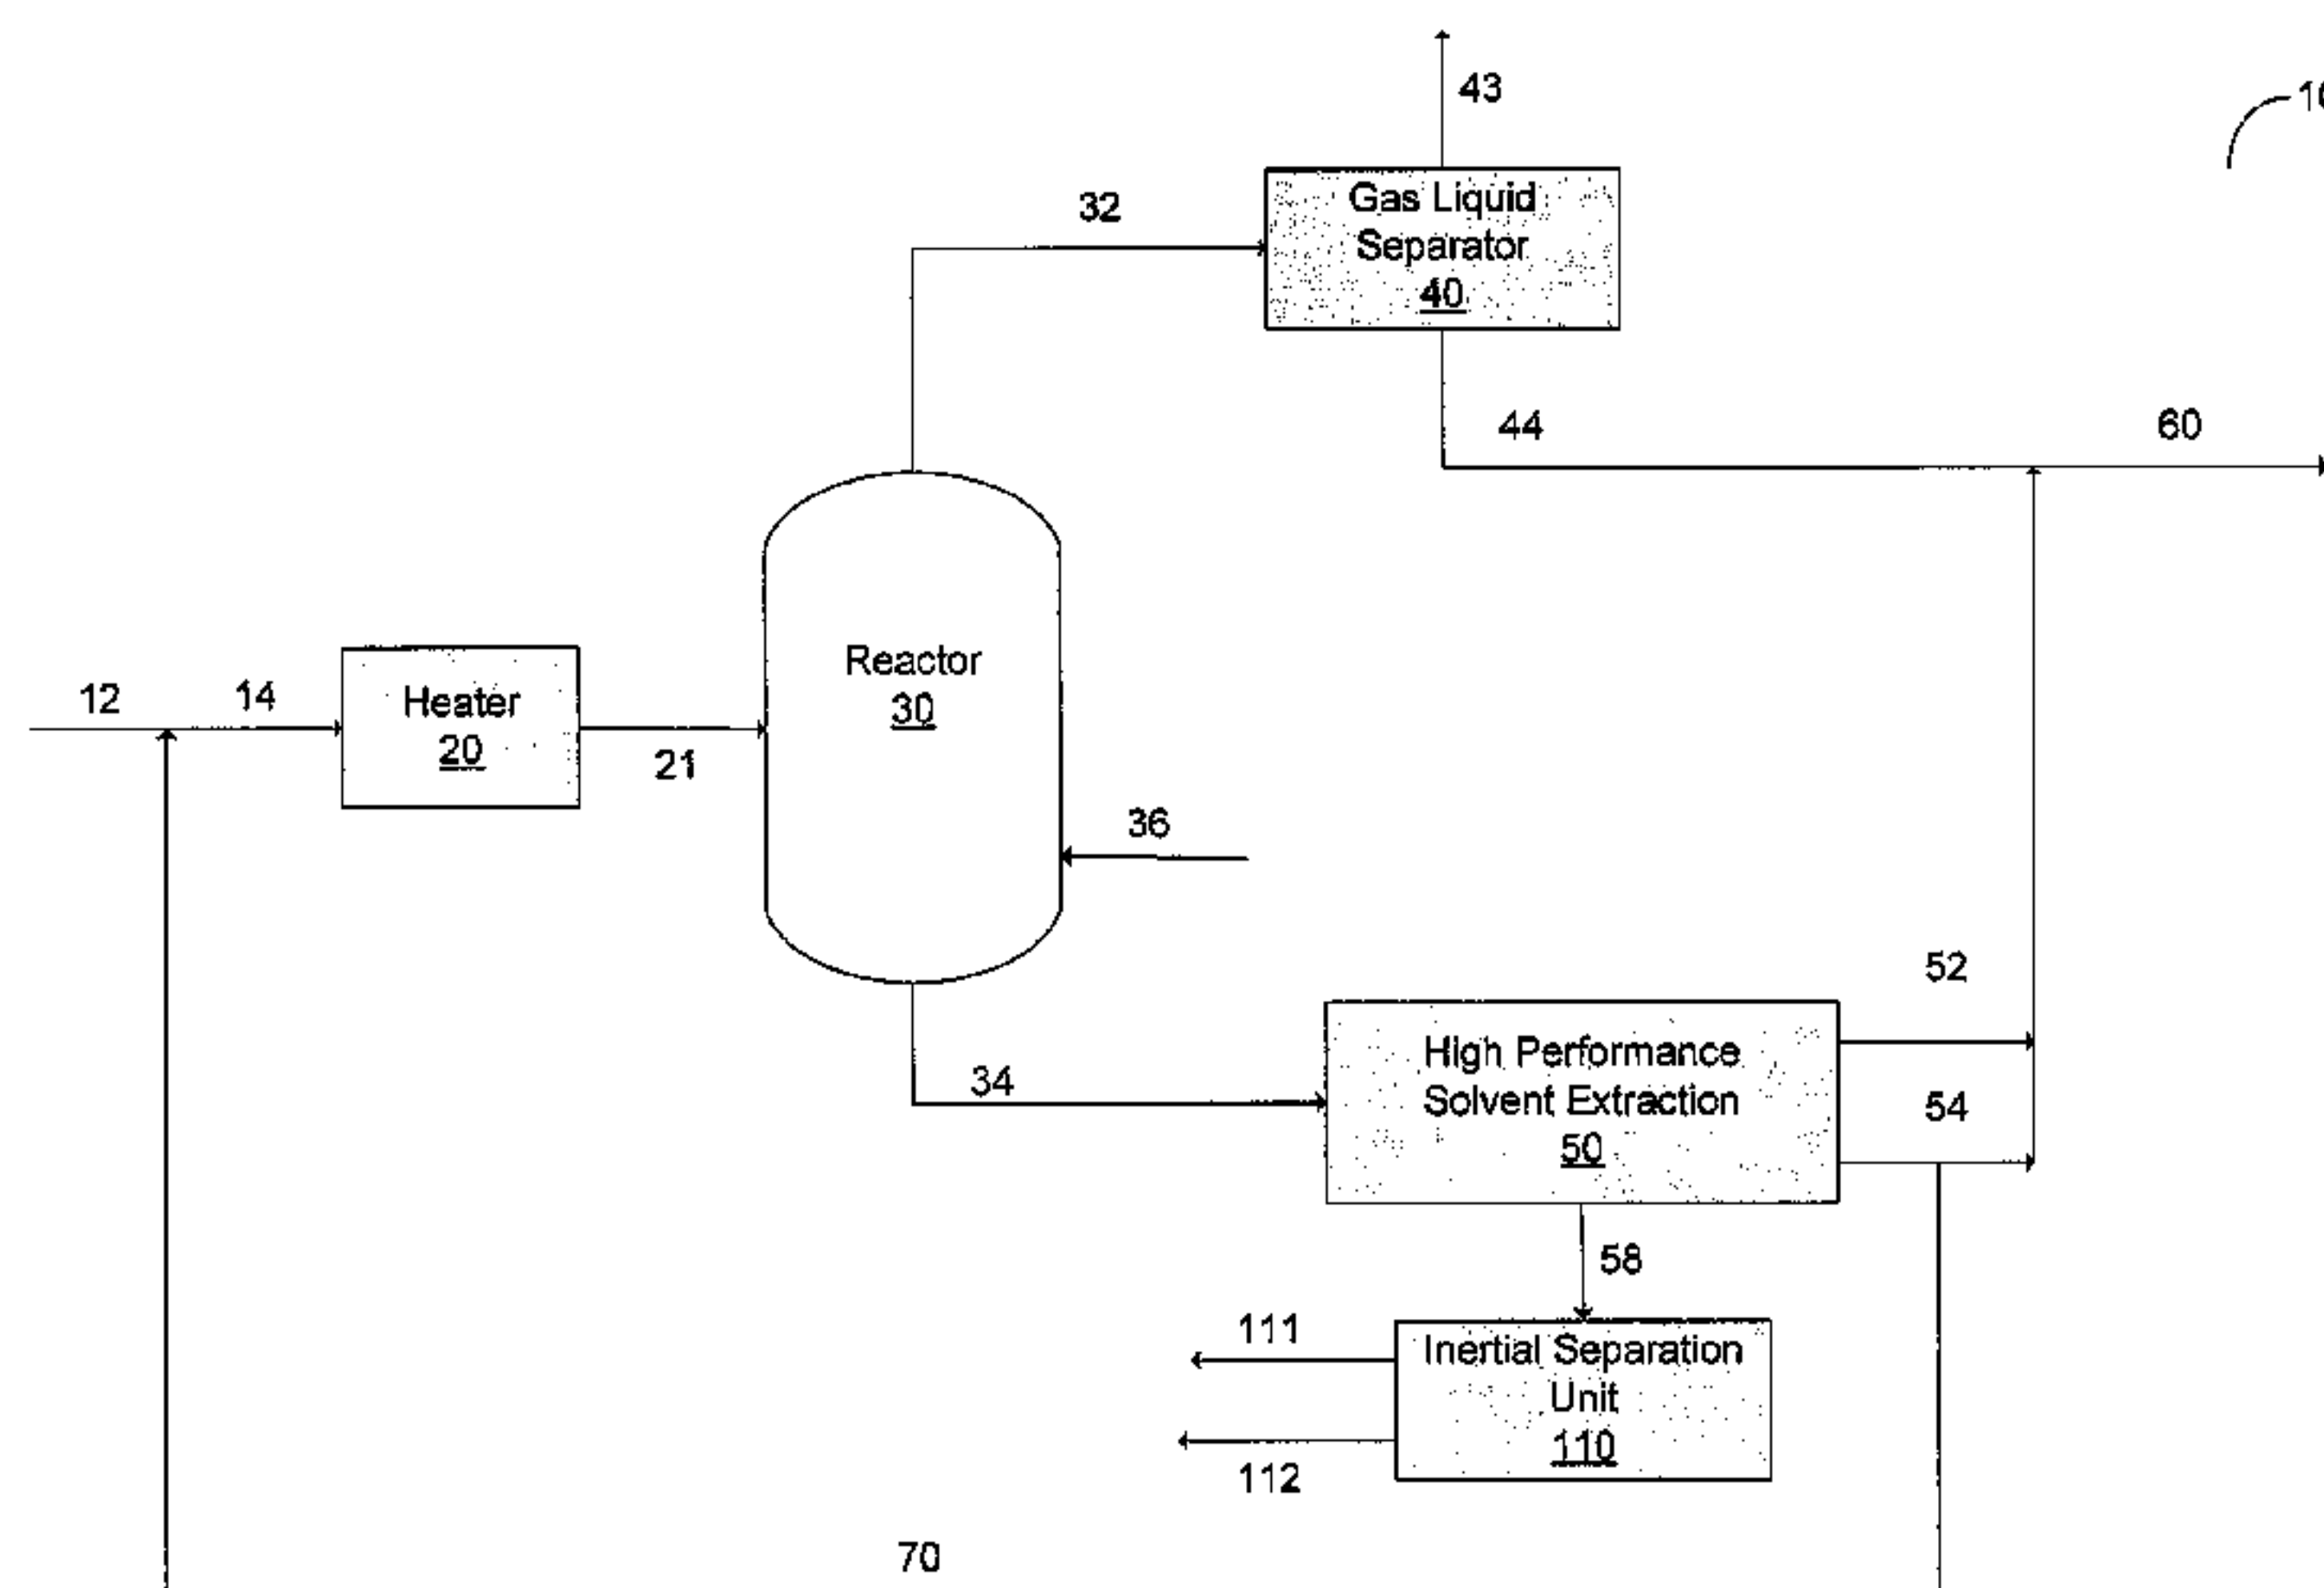 43
32
Gas Liquid
Separator
40
44
60
Reactor
30
12
14
Heater
20
21
36
52
High Performance
Solvent Extraction
50
34
54
58
111
Inertial Separation
Unit
110
112
70